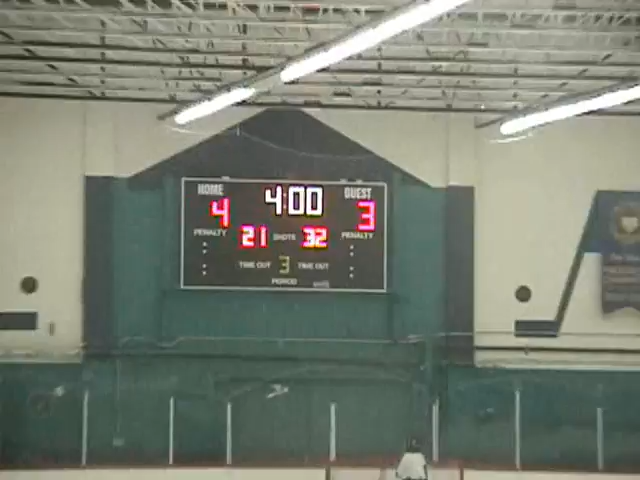 HOME 4:00 GUEST
4 3
PENALTY 21 SHOTS 32 PENALTY
TIME OUT 3 TIME OUT
PERIOD